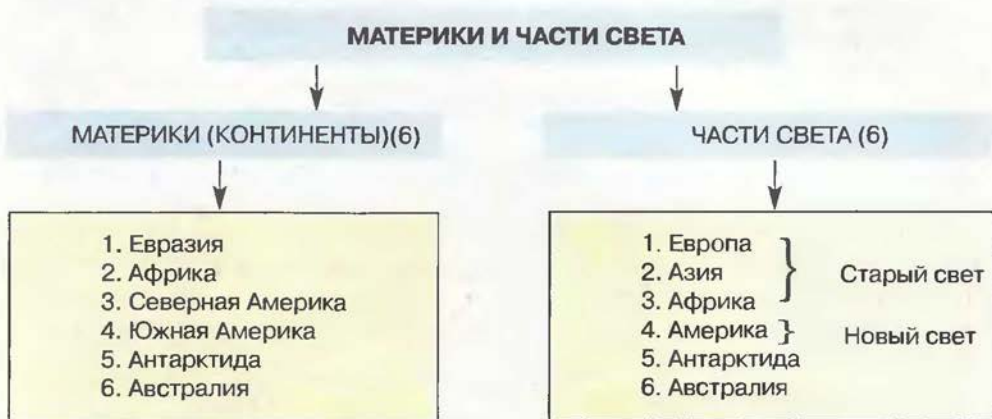 МАТЕРИКИ И ЧАСТИ СВЕТА
МАТЕРИКИ (КОНТИНЕНТЫ)(6)
1. Евразия
2. Африка
3. Северная Америка
4. Южная Америка
5. Антарктида
6. Австралия
ЧАСТИ СВЕТА (6)
1. Европа
2. Азия
3. Африка
Старый свет
4. Америка
Новый свет
5. Антарктида
6. Австралия